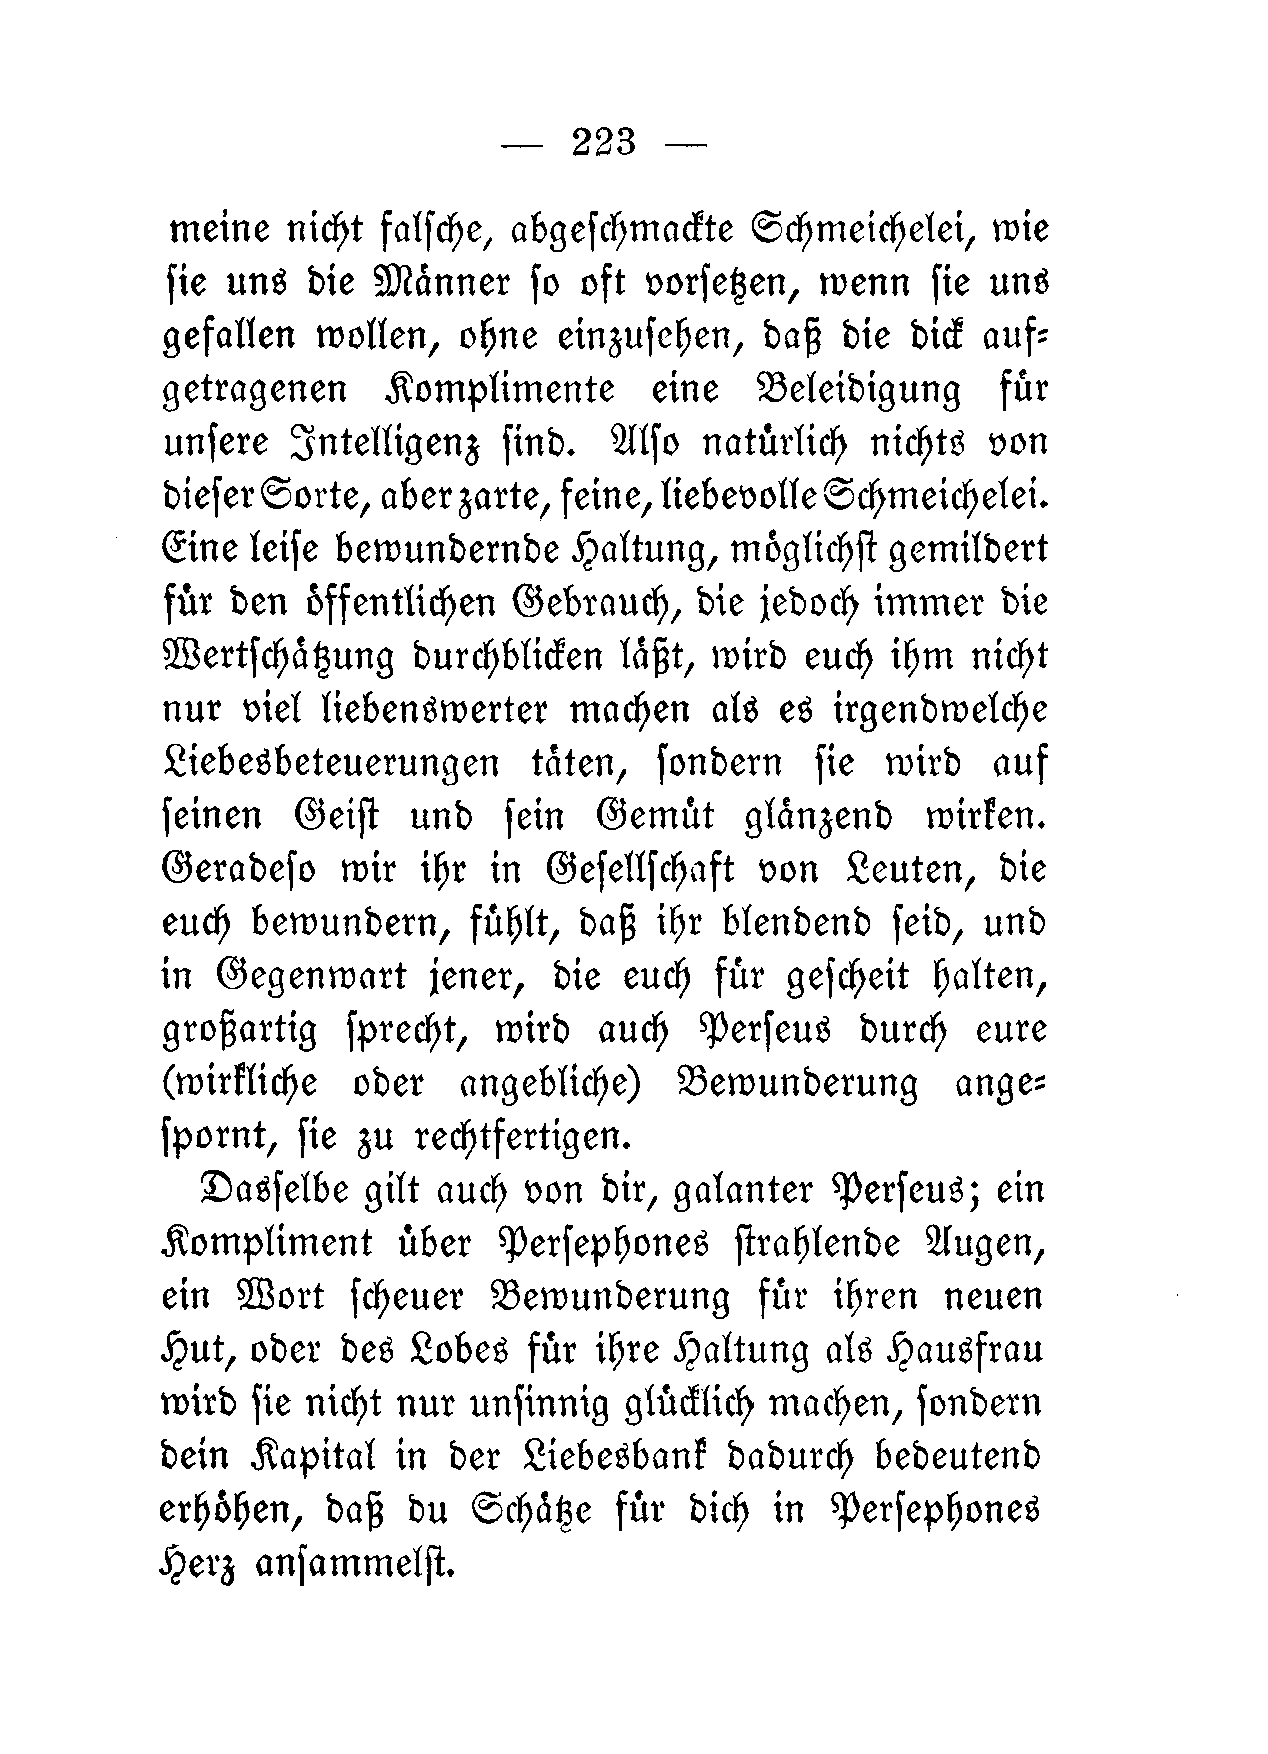 — 223 —
meine nicht falsche, abgeschmackte Schmeichelei, wie
sie uns die Männer so oft vorsetzen, wenn sie uns
gefallen wollen, ohne einzusehen, daß die dick auf-
getragenen Komplimente eine Beleidigung für
unsere Intelligenz sind. Also natürlich nichts von
dieser Sorte, aber zarte, feine, liebevolle Schmeichelei.
Eine leise bewundernde Haltung, möglichst gemildert
für den öffentlichen Gebrauch, die jedoch immer die
Wertschätzung durchblicken läßt, wird euch ihm nicht
nur viel liebenswerter machen als es irgendwelche
Liebesbeteuerungen täten, sondern sie wird auf
seinen Geist und sein Gemüt glänzend wirken.
Geradeso wir ihr in Gesellschaft von Leuten, die
euch bewundern, fühlt, daß ihr blendend seid, und
in Gegenwart jener, die euch für gescheit halten,
großartig sprecht, wird auch Perseus durch eure
(wirkliche oder angebliche) Bewunderung ange-
spornt, sie zu rechtfertigen.
Dasselbe gilt auch von dir, galanter Perseus; ein
Kompliment über Persephones strahlende Augen,
ein Wort scheuer Bewunderung für ihren neuen
Hut, oder des Lobes für ihre Haltung als Hausfrau
wird sie nicht nur unsinnig glücklich machen, sondern
dein Kapital in der Liebesbank dadurch bedeutend
erhöhen, daß du Schätze für dich in Persephones
Herz ansammelst.